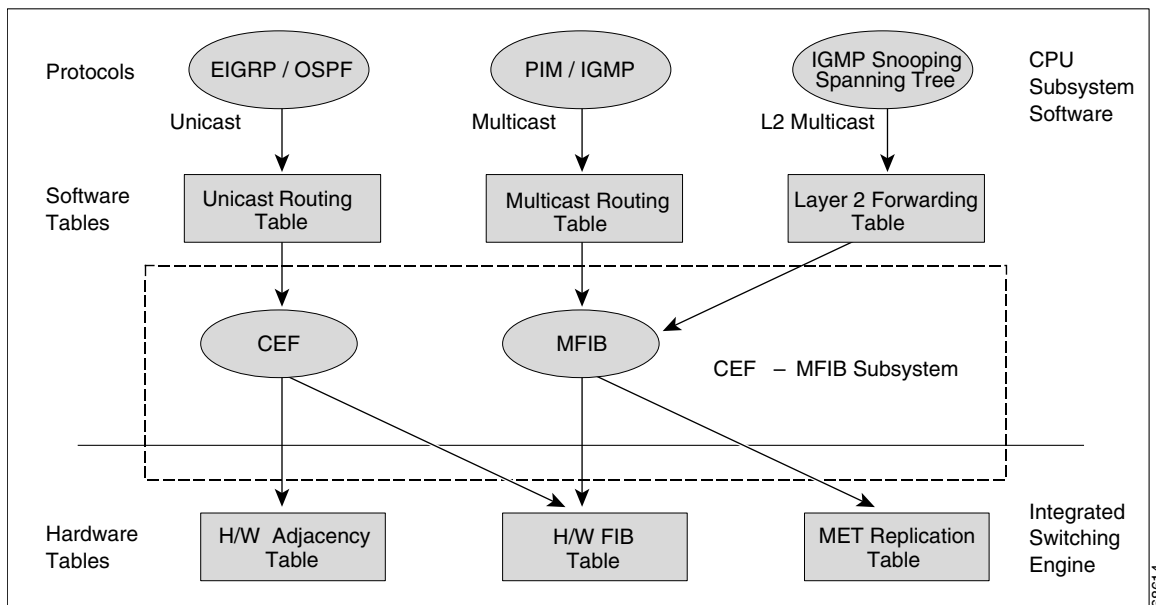 Protocols
EIGRP / OSPF
PIM / IGMP
IGMP Snooping
Spanning Tree
CPU
Subsystem
Software
Unicast
Multicast
L2 Multicast
Software
Tables
Unicast Routing
Table
Multicast Routing
Table
Layer 2 Forwarding
Table
CEF
MFIB
CEF – MFIB Subsystem
Hardware
Tables
H/W Adjacency
Table
H/W FIB
Table
MET Replication
Table
Integrated
Switching
Engine